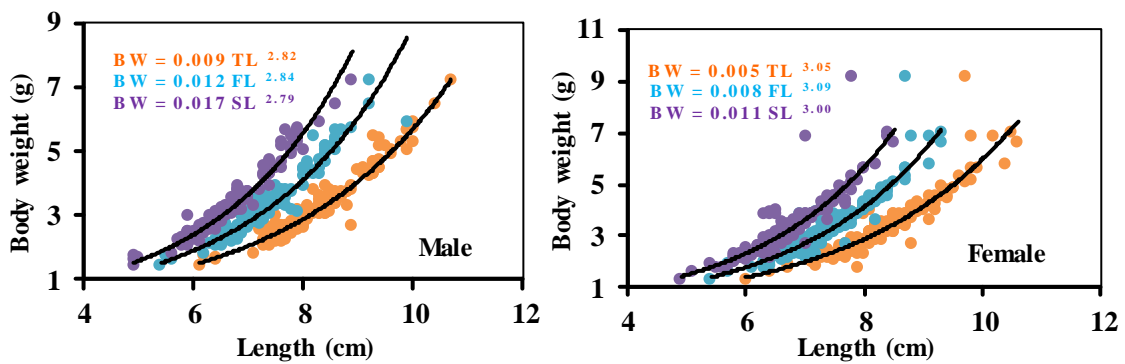 9
7
5
3
1
Body weight (g)
BW = 0.009 TL 2.82
BW = 0.012 FL 2.84
BW = 0.017 SL 2.79
Male
4 6 8 10 12
Length (cm)
11
9
7
5
3
1
Body weight (g)
BW = 0.005 TL 3.05
BW = 0.008 FL 3.09
BW = 0.011 SL 3.00
Female
4 6 8 10 12
Length (cm)